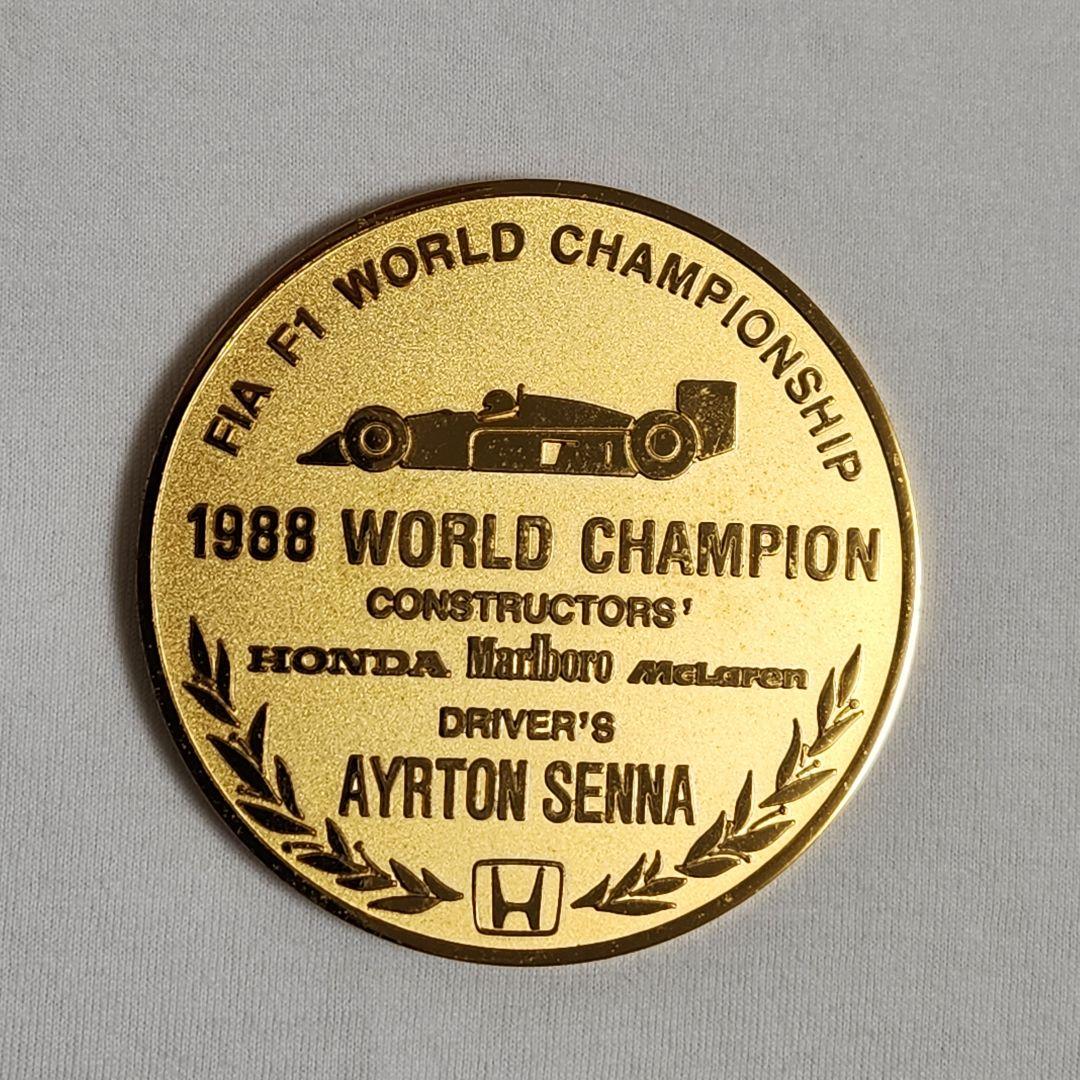 FIA F1 WORLD CHAMPIONSHIP
1988 WORLD CHAMPION
CONSTRUCTORS'
HONDA Marlboro McLaren
DRIVER'S
AYRTON SENNA